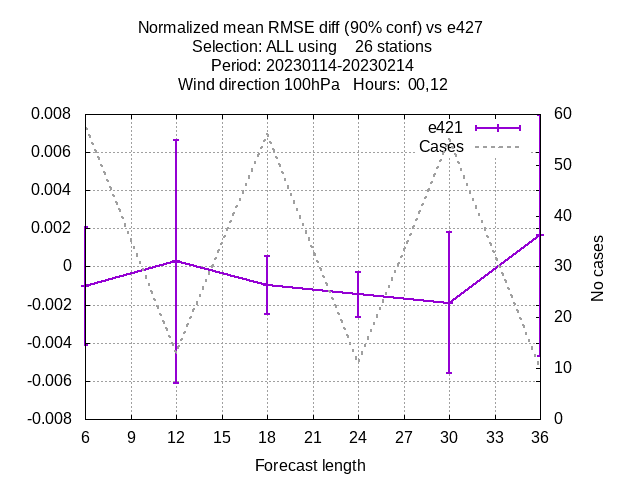 Normalized mean RMSE diff (90% conf) vs e427
Selection: ALL using 26 stations
Period: 20230114-20230214
Wind direction 100hPa Hours: 00,12
0.008
0.006
0.004
0.002
0
-0.002
-0.004
-0.006
-0.008
e421
Cases
60
50
40
30
20
10
0
No cases
6 9 12 15 18 21 24 27 30 33 36
Forecast length